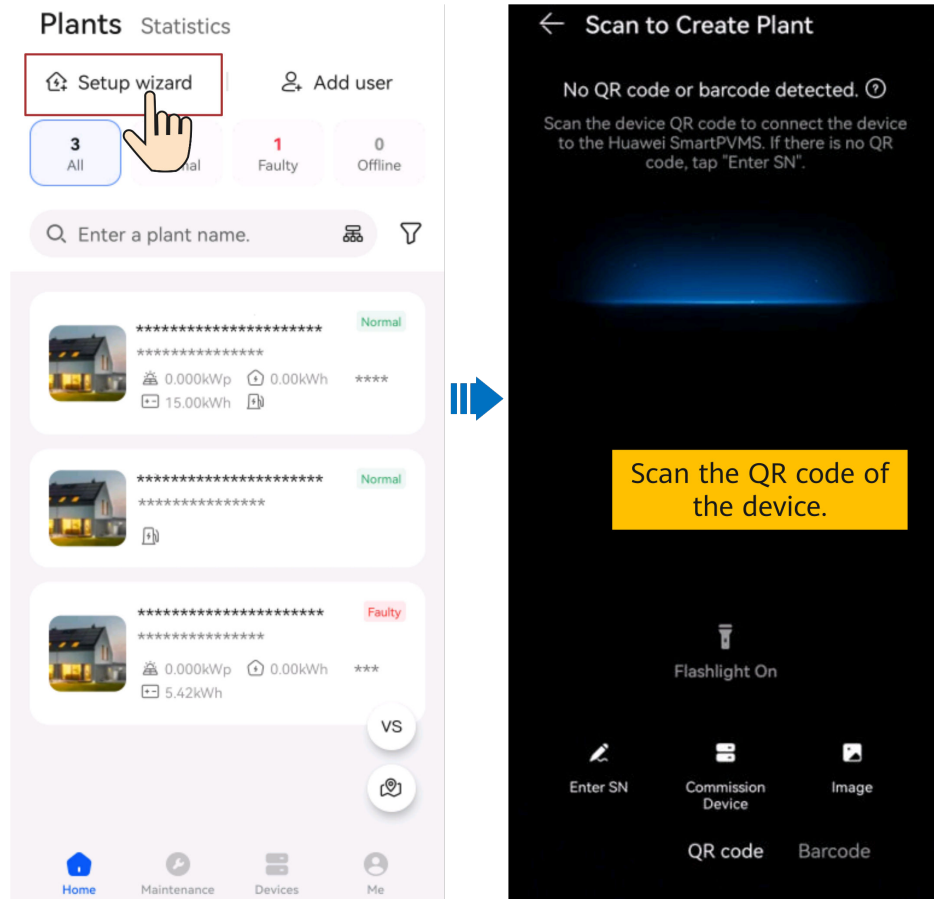 Plants Statistics
Setup wizard
Add user
3
All
1
Faulty
0
Offline
Enter a plant name.
***********************
Normal
***************
0.000kWp 0.00kWh ****
15.00kWh
***********************
Normal
***************
***********************
Faulty
***************
0.000kWp 0.00kWh ***
5.42kWh
VS
Home
Maintenance
Devices
Me
Scan to Create Plant
No QR code or barcode detected. ?
Scan the device QR code to connect the device
to the Huawei SmartPVMS. If there is no QR
code, tap "Enter SN".
Scan the QR code of
the device.
Flashlight On
Enter SN
Commission
Device
Image
QR code
Barcode